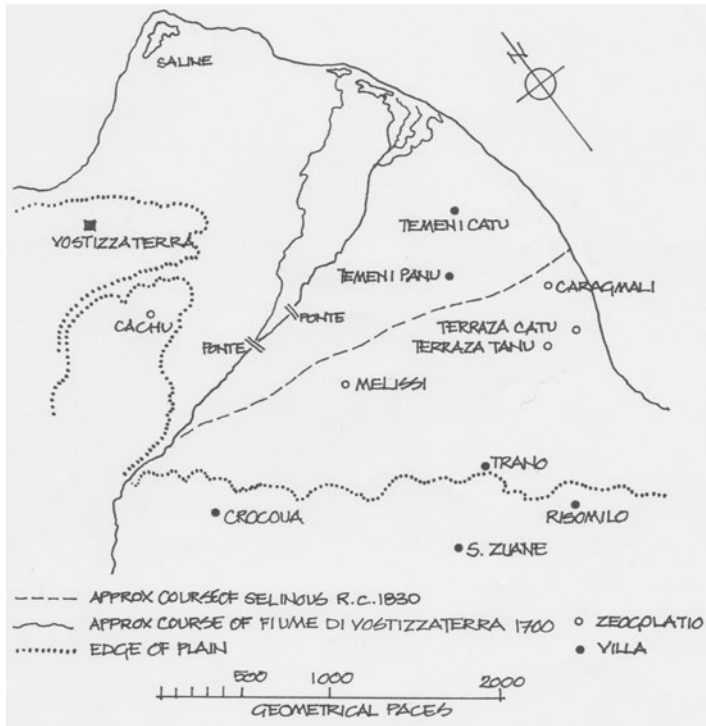 SALINE
N
TEMENI CATU
VOSTIZZATERRA
TEMENI PANU
CARAGMALI
CACHU
PONTE
PONTE
TERRAZA CATU
TERRAZA TANU
MELISSI
TRANO
CROCOUA
RISOMILO
S. ZUANE
APPROX COURSE OF SELINOUS R.C.1830
APPROX COURSE OF FIUME DI VOSTIZZATERRA 1700
ZEOGOLATIO
EDGE OF PLAIN
VILLA
500 1000 2000
GEOMETRICAL PACES